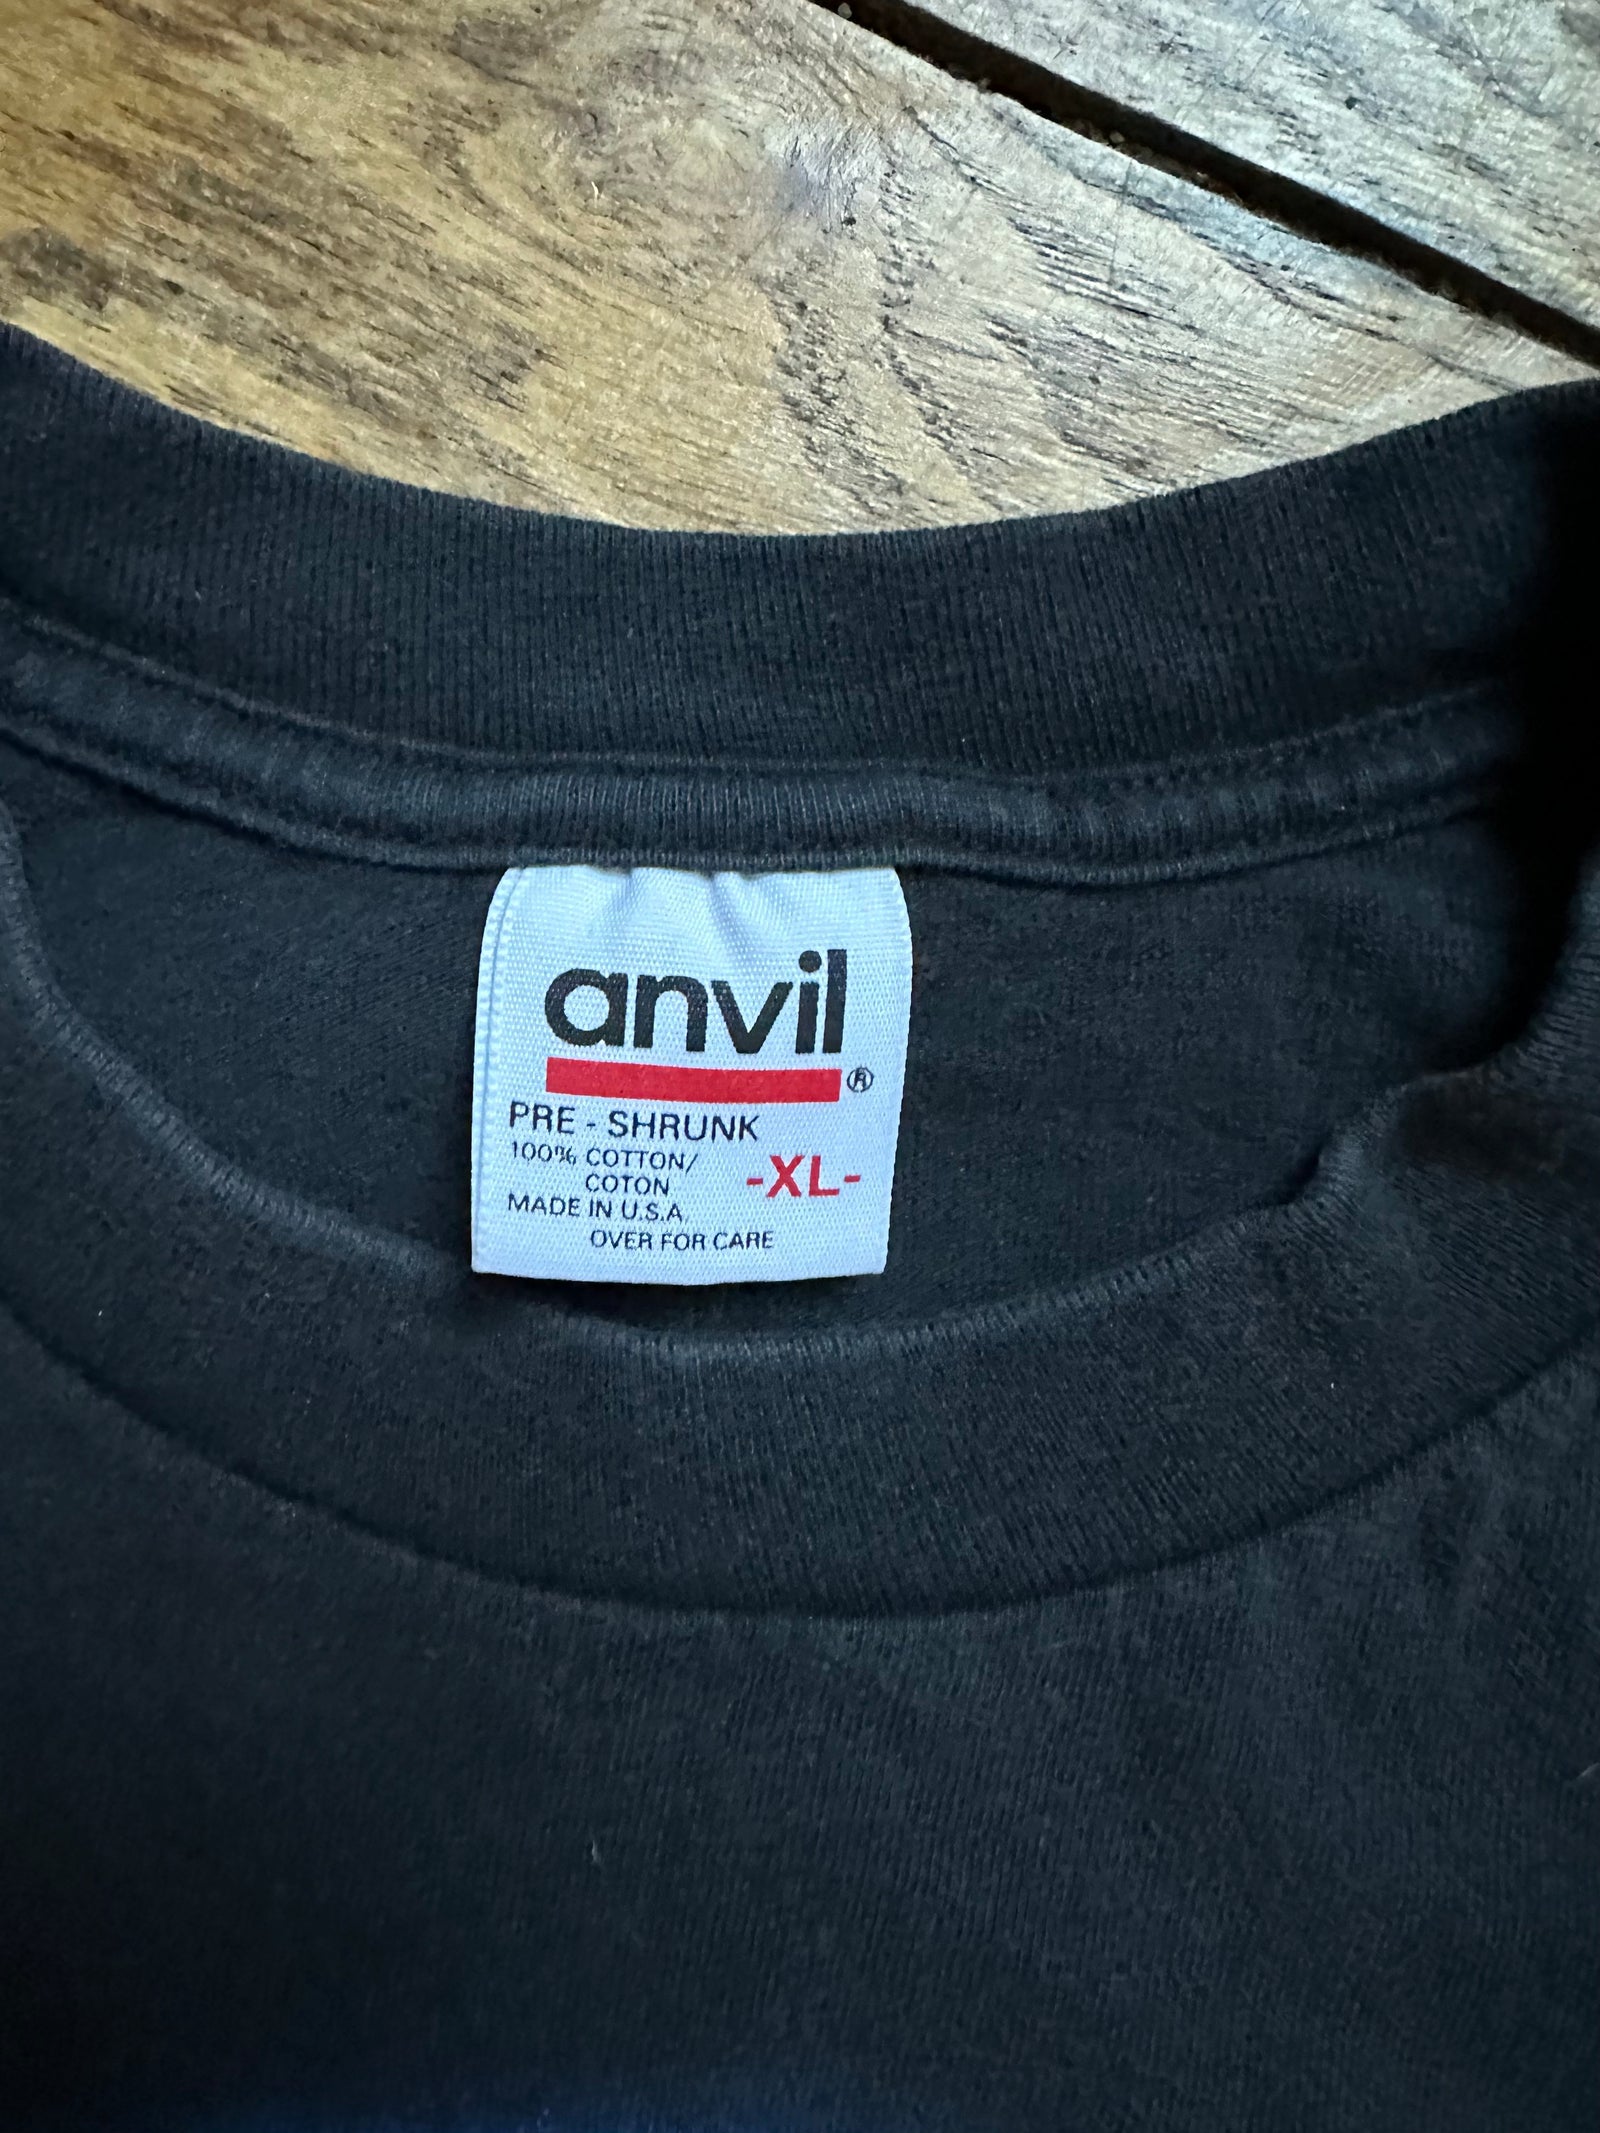 anvil®
PRE - SHRUNK
100% COTTON/
COTON
-XL-
MADE IN U.S.A.
OVER FOR CARE